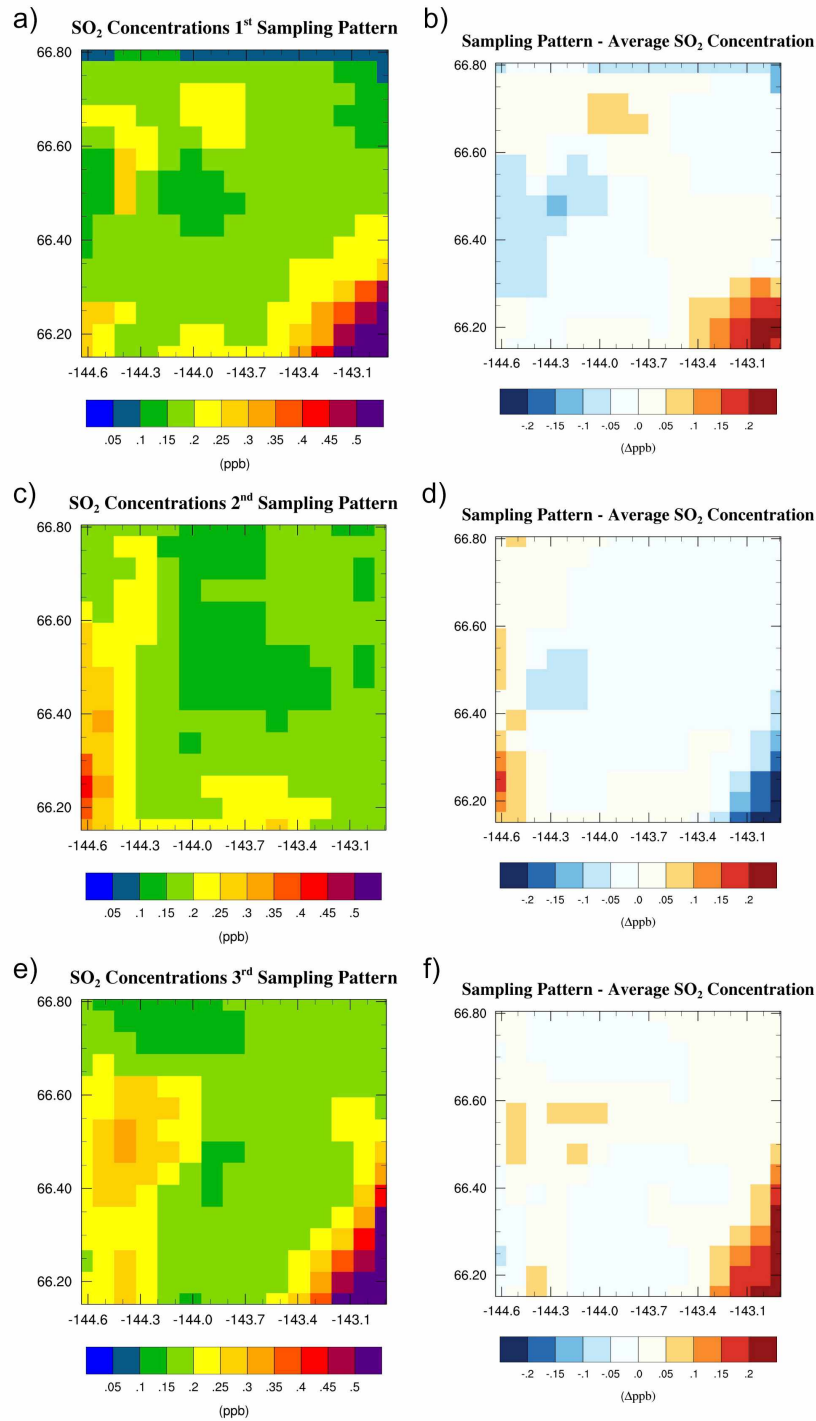 a)
SO₂ Concentrations 1ˢᵗ Sampling Pattern
66.80
66.60
66.40
66.20
-144.6 -144.3 -144.0 -143.7 -143.4 -143.1
.05 .1 .15 .2 .25 .3 .35 .4 .45 .5
(ppb)
b)
Sampling Pattern - Average SO₂ Concentration
66.80
66.60
66.40
66.20
-144.6 -144.3 -144.0 -143.7 -143.4 -143.1
-.2 -.15 -.1 -.05 .0 .05 .1 .15 .2
(Δppb)
c)
SO₂ Concentrations 2ⁿᵈ Sampling Pattern
66.80
66.60
66.40
66.20
-144.6 -144.3 -144.0 -143.7 -143.4 -143.1
.05 .1 .15 .2 .25 .3 .35 .4 .45 .5
(ppb)
d)
Sampling Pattern - Average SO₂ Concentration
66.80
66.60
66.40
66.20
-144.6 -144.3 -144.0 -143.7 -143.4 -143.1
-.2 -.15 -.1 -.05 .0 .05 .1 .15 .2
(Δppb)
e)
SO₂ Concentrations 3ʳᵈ Sampling Pattern
66.80
66.60
66.40
66.20
-144.6 -144.3 -144.0 -143.7 -143.4 -143.1
.05 .1 .15 .2 .25 .3 .35 .4 .45 .5
(ppb)
f)
Sampling Pattern - Average SO₂ Concentration
66.80
66.60
66.40
66.20
-144.6 -144.3 -144.0 -143.7 -143.4 -143.1
-.2 -.15 -.1 -.05 .0 .05 .1 .15 .2
(Δppb)